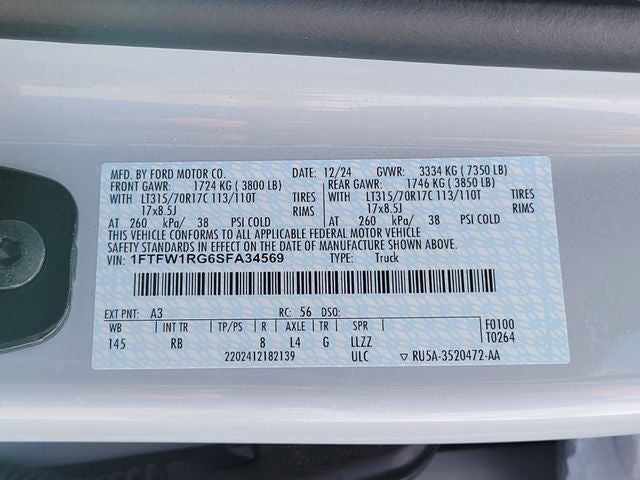 MFD. BY FORD MOTOR CO. 12/24 GVWR: 3334 KG ( 7350 LB)
FRONT GAWR: 1724 KG ( 3800 LB) REAR GAWR: 1746 KG ( 3850 LB)
WITH LT315/70R17C 113/110T TIRES WITH LT315/70R17C 113/110T TIRES
17x8.5J RIMS 17x8.5J RIMS
AT 260 kPa/ 38 PSI COLD AT 260 kPa/ 38 PSI COLD
THIS VEHICLE CONFORMS TO ALL APPLICABLE FEDERAL MOTOR VEHICLE
SAFETY STANDARDS IN EFFECT ON THE DATE OF MANUFACTURE SHOWN ABOVE.
VIN: 1FTFW1RG6SFA34569 TYPE: Truck
EXT PNT: A3 RC: 56 DSO:
WB INT TR TP/PS R AXLE TR SPR F0100
145 RB 8 L4 G LLZZ T0264
2202412182139 ULC ▽ RU5A-3520472-AA